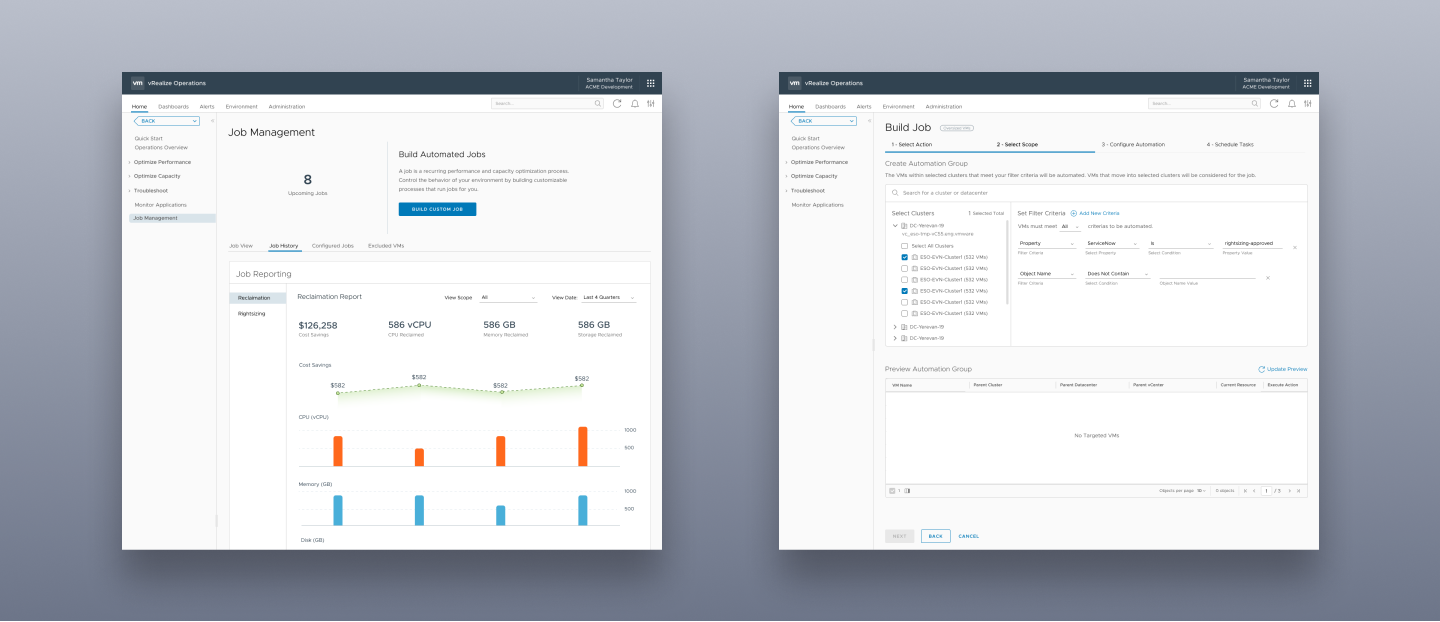 vm vRealize Operations
Samantha Taylor
ACME Development
Home Dashboards Alerts Environment Administration
Search...
BACK
Quick Start
Operations Overview
Optimize Performance
Optimize Capacity
Troubleshoot
Monitor Applications
Job Management
Job Management
8
Upcoming Jobs
Build Automated Jobs
A job is a recurring performance and capacity optimization process.
Control the behavior of your environment by building customizable
processes that run jobs for you.
BUILD CUSTOM JOB
Job View Job History Configured Jobs Excluded VMs
Job Reporting
Reclaimation
Rightsizing
Reclaimation Report
View Scope All
View Date Last 4 Quarters
$126,258 586 vCPU 586 GB 586 GB
Cost Savings CPU Reclaimed Memory Reclaimed Storage Reclaimed
Cost Savings
$582 $582 $582 $582
CPU (vCPU)
1000
500
Memory (GB)
1000
500
Disk (GB)
vm vRealize Operations
Samantha Taylor
ACME Development
Home Dashboards Alerts Environment Administration
Search...
BACK
Quick Start
Operations Overview
Optimize Performance
Optimize Capacity
Troubleshoot
Monitor Applications
Build Job Oversized VMs
1 - Select Action 2 - Select Scope 3 - Configure Automation 4 - Schedule Tasks
Create Automation Group
The VMs within selected clusters that meet your filter criteria will be automated. VMs that move into selected clusters will be considered for the job.
Search for a cluster or datacenter
Select Clusters 1 Selected Total
DC-Yerevan-19
Select All Clusters
ESO-EVN-Cluster1 (532 VMs)
ESO-EVN-Cluster1 (532 VMs)
ESO-EVN-Cluster1 (532 VMs)
ESO-EVN-Cluster1 (532 VMs)
ESO-EVN-Cluster1 (532 VMs)
ESO-EVN-Cluster1 (532 VMs)
DC-Yerevan-19
DC-Yerevan-19
Set Filter Criteria Add New Criteria
VMs must meet All criterias to be automated.
Property ServiceNow is rightsizing-approved
Filter Criteria Select Property Select Condition Property Value
Object Name Does Not Contain
Filter Criteria Select Condition Object Name Value
Preview Automation Group
Update Preview
VM Name Parent Cluster Parent Datacenter Parent vCenter Current Resource Execute Action
No Targeted VMs
1
Objects per page 10 0 objects 1 / 3
NEXT BACK CANCEL